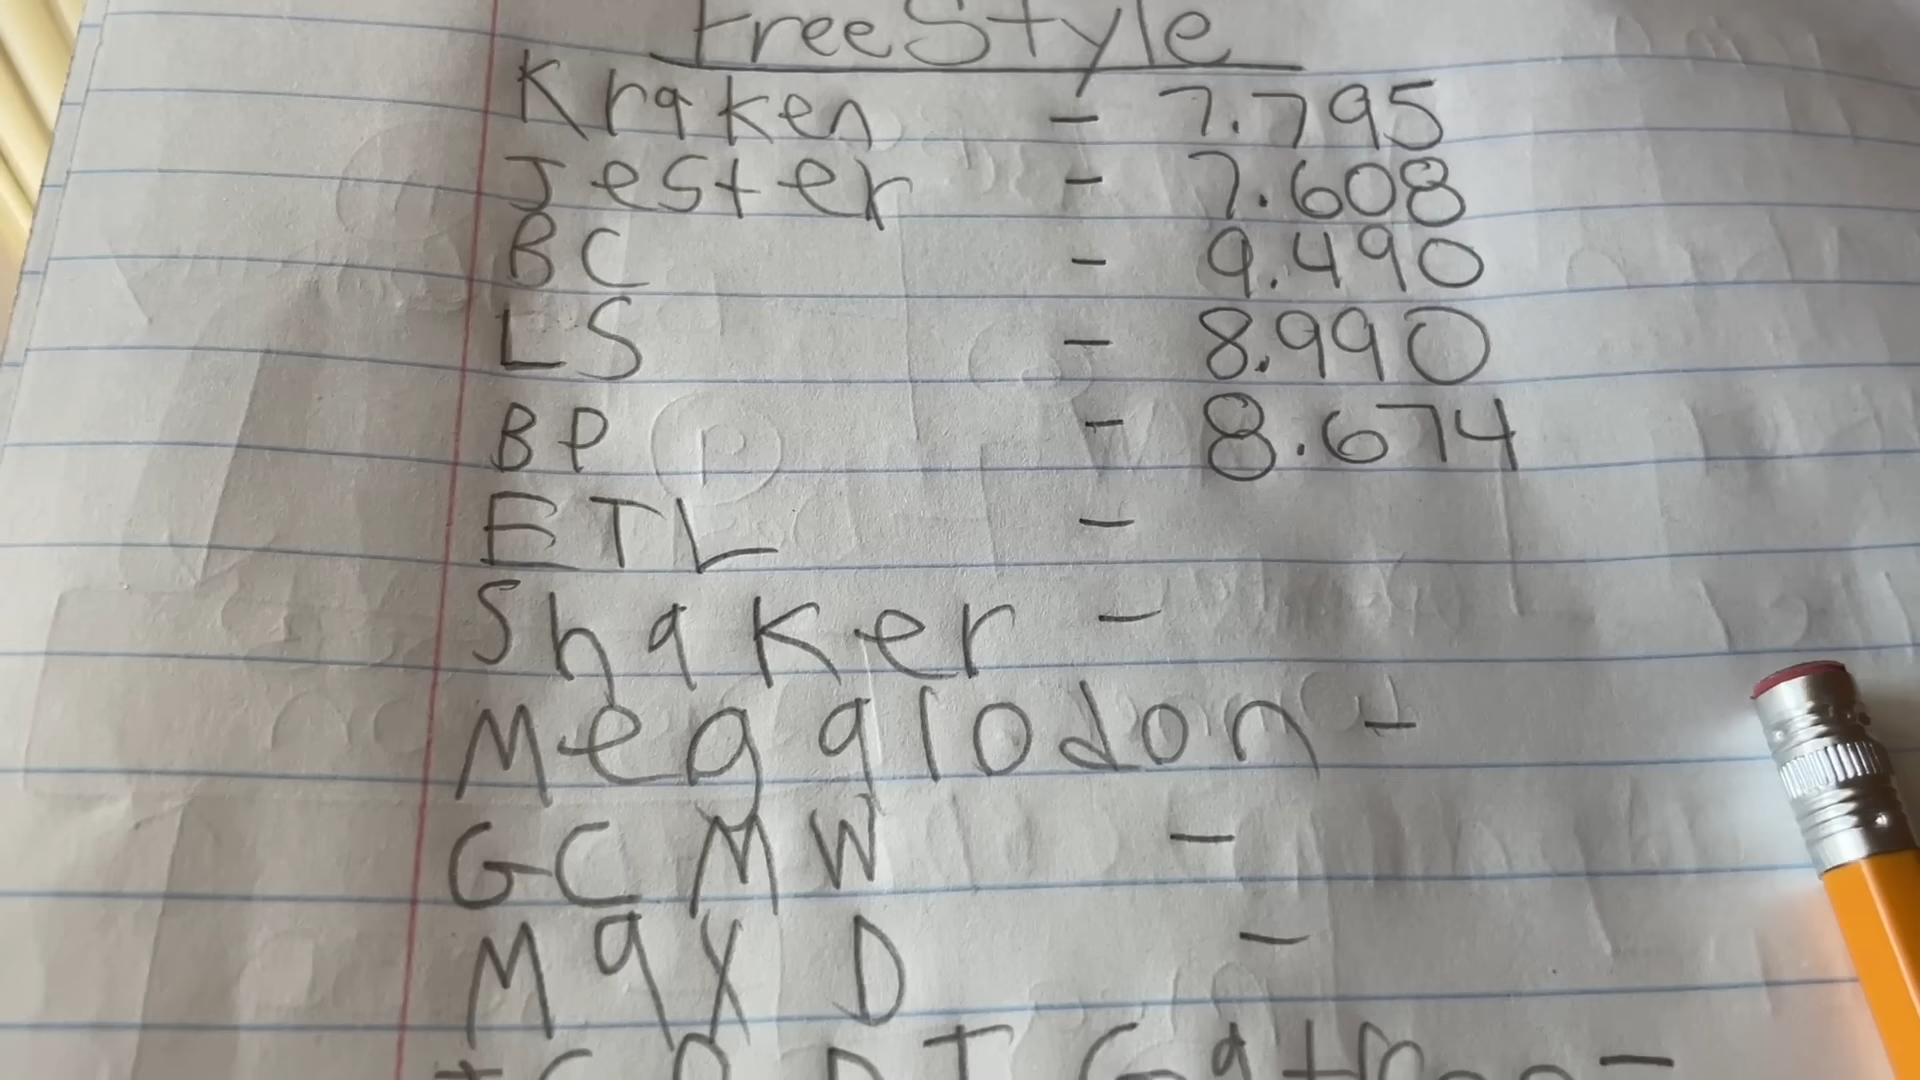 FreeStyle
Kraken - 7.795
Jester - 7.608
BC - 9.490
LS - 8.990
BP - 8.674
ETL -
Shaker -
Megalodon -
GCMW -
Max D -